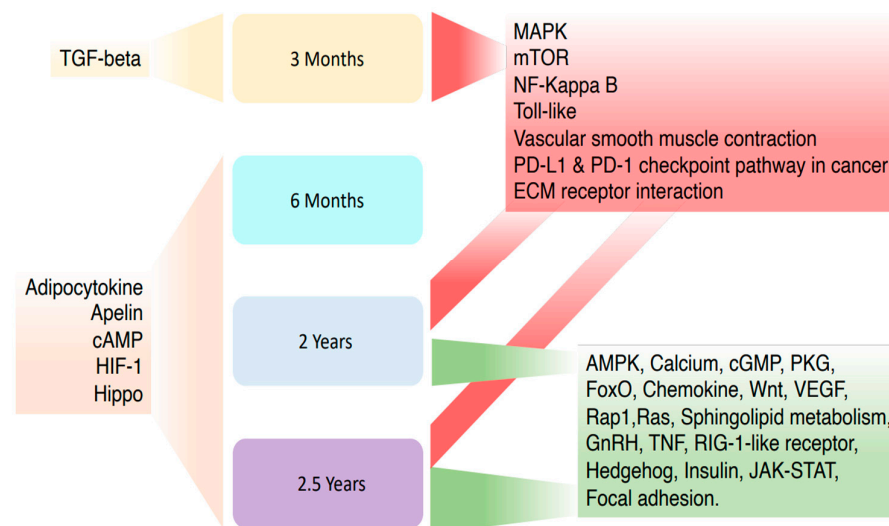 TGF-beta
3 Months
MAPK
mTOR
NF-Kappa B
Toll-like
Vascular smooth muscle contraction
PD-L1 & PD-1 checkpoint pathway in cancer
ECM receptor interaction
6 Months
Adipocytokine
Apelin
cAMP
HIF-1
Hippo
2 Years
AMPK, Calcium, cGMP, PKG,
FoxO, Chemokine, Wnt, VEGF,
Rap1,Ras, Sphingolipid metabolism,
GnRH, TNF, RIG-1-like receptor,
Hedgehog, Insulin, JAK-STAT,
Focal adhesion.
2.5 Years